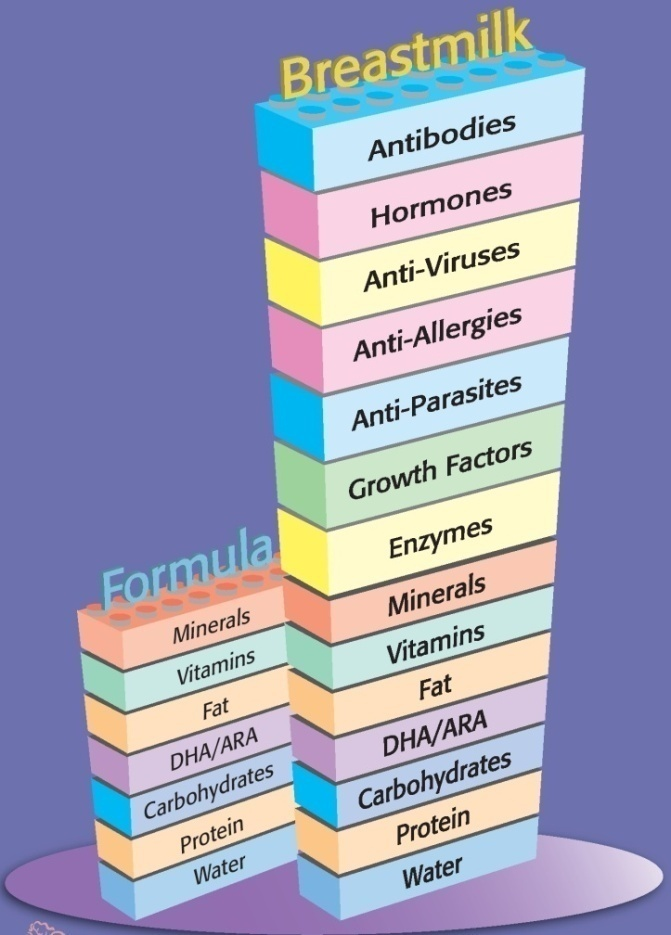 Breastmilk
Antibodies
Hormones
Anti-Viruses
Anti-Allergies
Anti-Parasites
Growth Factors
Enzymes
Minerals
Vitamins
Fat
DHA/ARA
Carbohydrates
Protein
Water
Formula
Minerals
Vitamins
Fat
DHA/ARA
Carbohydrates
Protein
Water